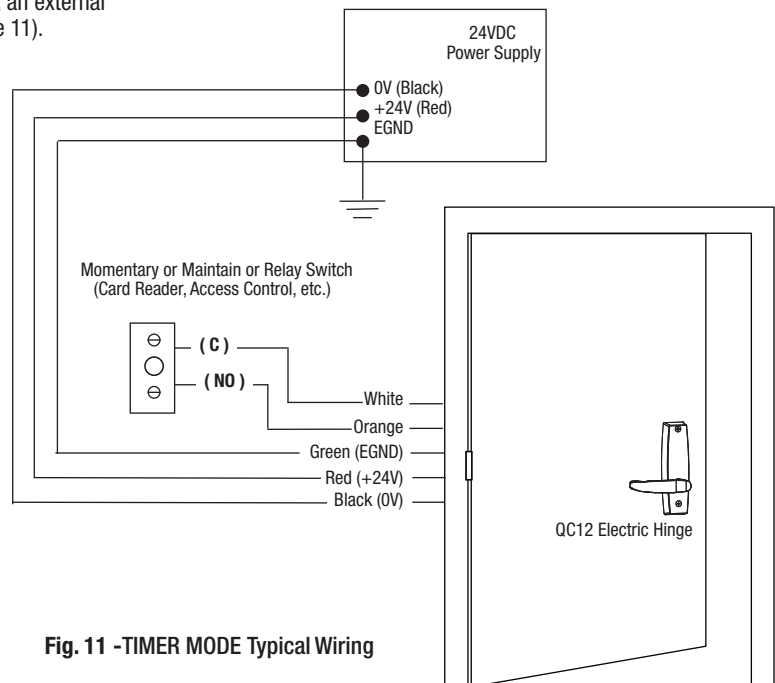 an external
e 11).
24VDC
Power Supply
0V (Black)
+24V (Red)
EGND
Momentary or Maintain or Relay Switch
(Card Reader, Access Control, etc.)
( C )
( NO )
White
Orange
Green (EGND)
Red (+24V)
Black (0V)
QC12 Electric Hinge
Fig. 11 -TIMER MODE Typical Wiring